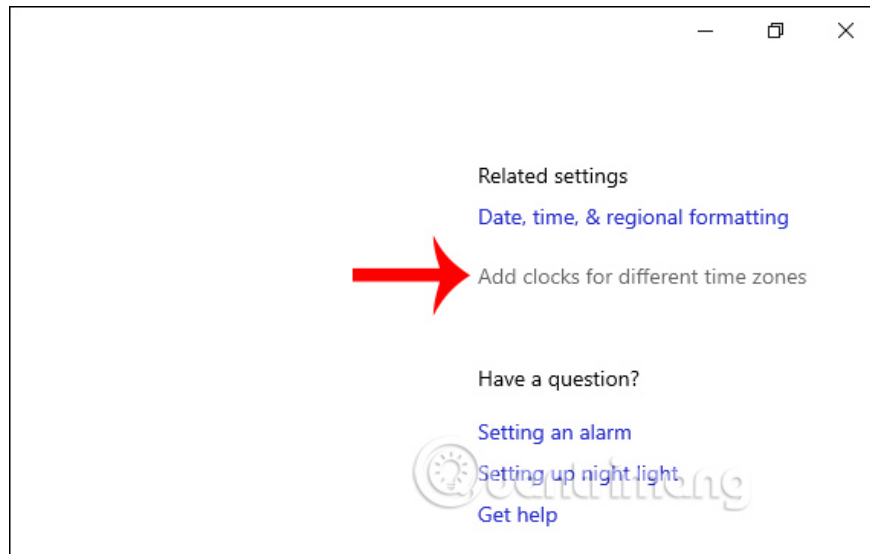 Related settings
Date, time, & regional formatting
Add clocks for different time zones
Have a question?
Setting an alarm
Setting up night light
Get help
Quantrimang